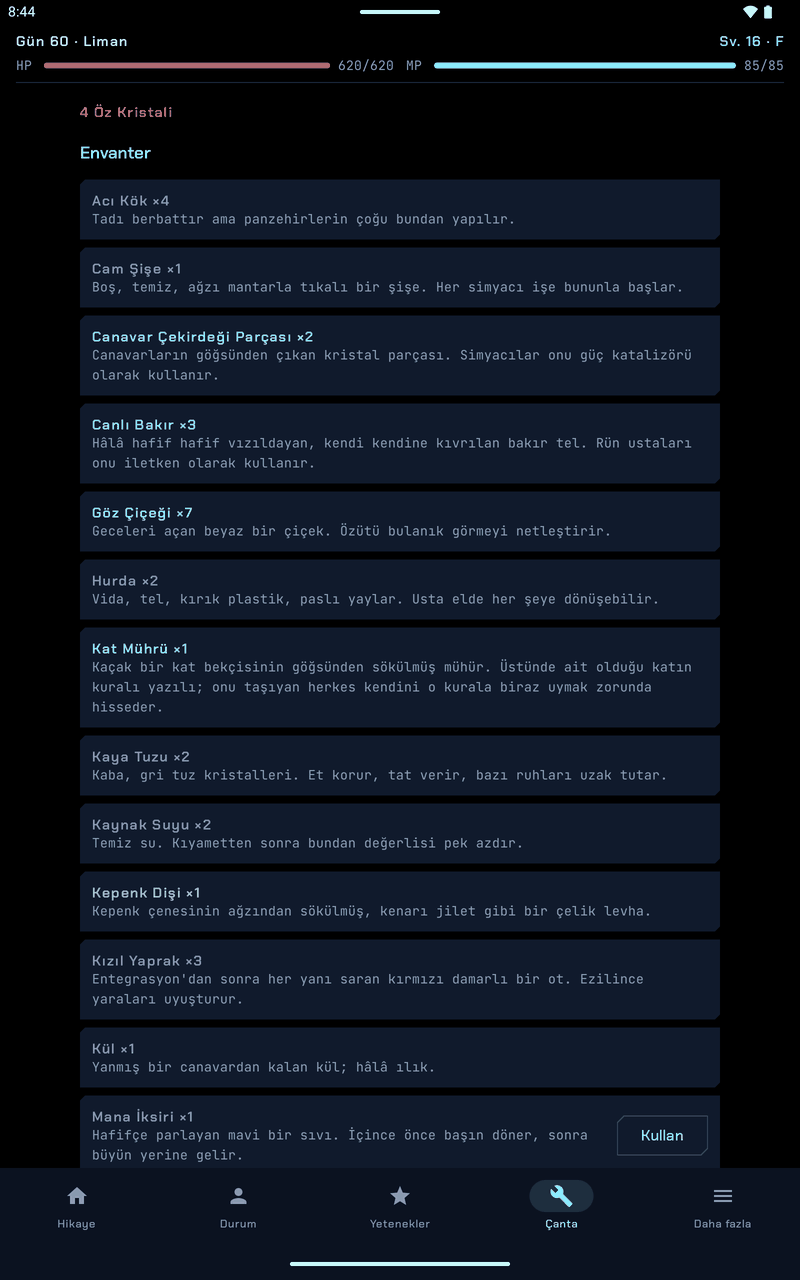 8:44
Gün 60 · Liman
Sv. 16 · F
HP 620/620 MP 85/85
4 Öz Kristali
Envanter
Acı Kök ×4
Tadı berbattır ama panzehirlerin çoğu bundan yapılır.
Cam Şişe ×1
Boş, temiz, ağzı mantarla tıkalı bir şişe. Her simyacı işe bununla başlar.
Canavar Çekirdeği Parçası ×2
Canavarların göğsünden çıkan kristal parçası. Simyacılar onu güç katalizörü
olarak kullanır.
Canlı Bakır ×3
Hâlâ hafif hafif vızıldayan, kendi kendine kıvrılan bakır tel. Rün ustaları
onu iletken olarak kullanır.
Göz Çiçeği ×7
Geceleri açan beyaz bir çiçek. Özütü bulanık görmeyi netleştirir.
Hurda ×2
Vida, tel, kırık plastik, paslı yaylar. Usta elde her şeye dönüşebilir.
Kat Mührü ×1
Kaçak bir kat bekçisinin göğsünden sökülmüş mühür. Üstünde ait olduğu katın
kuralı yazılı; onu taşıyan herkes kendini o kurala biraz uymak zorunda
hisseder.
Kaya Tuzu ×2
Kaba, gri tuz kristalleri. Et korur, tat verir, bazı ruhları uzak tutar.
Kaynak Suyu ×2
Temiz su. Kıyametten sonra bundan değerlisi pek azdır.
Kepenk Dişi ×1
Kepenk çenesinin ağzından sökülmüş, kenarı jilet gibi bir çelik levha.
Kızıl Yaprak ×3
Entegrasyon'dan sonra her yanı saran kırmızı damarlı bir ot. Ezilince
yaraları uyuşturur.
Kül ×1
Yanmış bir canavardan kalan kül; hâlâ ılık.
Mana İksiri ×1
Hafifçe parlayan mavi bir sıvı. İçince önce başın döner, sonra
büyün yerine gelir.
Kullan
Hikaye
Durum
Yetenekler
Çanta
Daha fazla